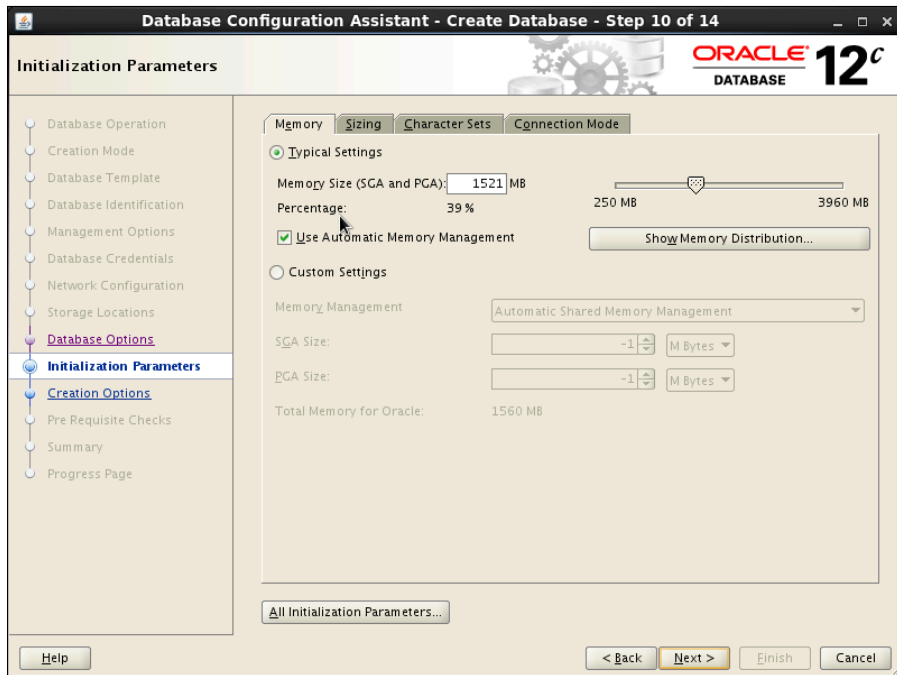 Database Configuration Assistant - Create Database - Step 10 of 14
Initialization Parameters
ORACLE®
DATABASE
12c
Database Operation
Creation Mode
Database Template
Database Identification
Management Options
Database Credentials
Network Configuration
Storage Locations
Database Options
Initialization Parameters
Creation Options
Pre Requisite Checks
Summary
Progress Page
Memory Sizing Character Sets Connection Mode
Typical Settings
Memory Size (SGA and PGA): 1521 MB
250 MB 3960 MB
Percentage: 39 %
Use Automatic Memory Management Show Memory Distribution...
Custom Settings
Memory Management Automatic Shared Memory Management
SGA Size: -1 M Bytes
PGA Size: -1 M Bytes
Total Memory for Oracle: 1560 MB
All Initialization Parameters...
Help < Back Next > Finish Cancel